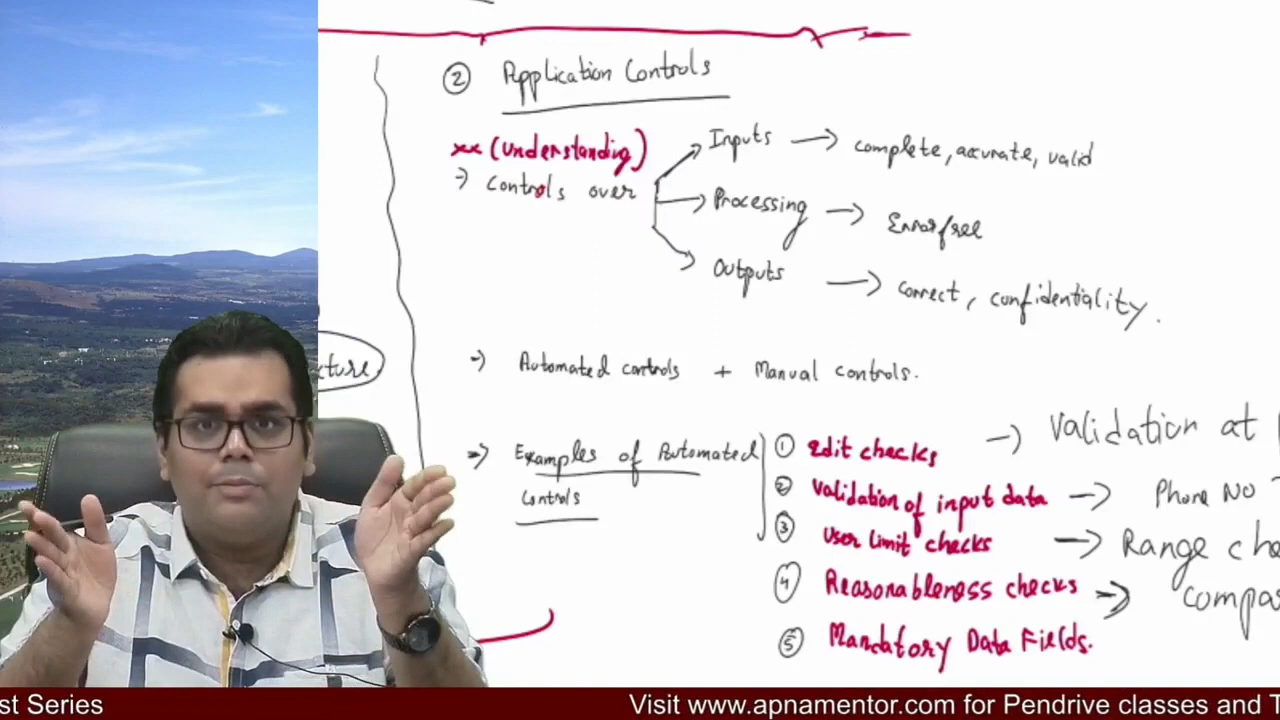 ② Application Controls
xx (Understanding)
→ Controls over
Inputs → complete, accurate, valid
Processing → Error free
Outputs → correct, confidentiality.
cture
→ Automated controls + Manual controls.
→ Examples of Automated controls
① Edit checks → Validation at
② Validation of input data → Phone No
③ User limit checks → Range che
④ Reasonableness checks → compa
⑤ Mandatory Data Fields.
st Series
Visit www.apnamentor.com for Pendrive classes and T